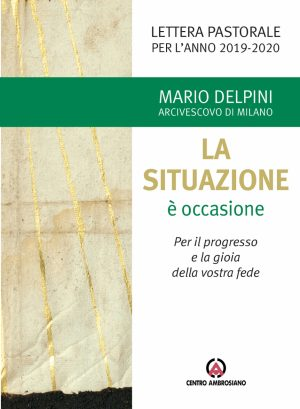 LETTERA PASTORALE
PER L'ANNO 2019-2020
MARIO DELPINI
ARCIVESCOVO DI MILANO
LA
SITUAZIONE
è occasione
Per il progresso
e la gioia
della vostra fede
CENTRO AMBROSIANO